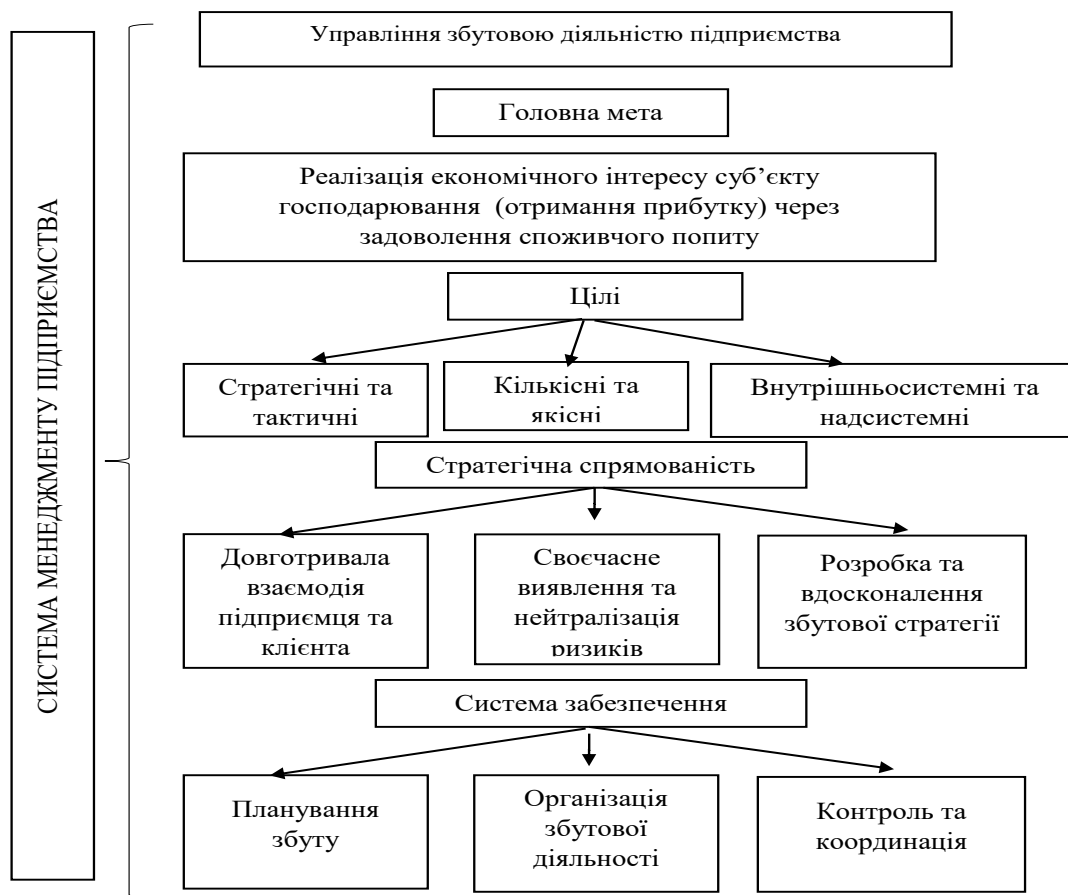 СИСТЕМА МЕНЕДЖМЕНТУ ПІДПРИЄМСТВА
Управління збутовою діяльністю підприємства
Головна мета
Реалізація економічного інтересу суб’єкту
господарювання (отримання прибутку) через
задоволення споживчого попиту
Цілі
Стратегічні та
тактичні
Кількісні та
якісні
Внутрішньосистемні та
надсистемні
Стратегічна спрямованість
Довготривала
взаємодія
підприємця та
клієнта
Своєчасне
виявлення та
нейтралізація
ризиків
Розробка та
вдосконалення
збутової стратегії
Система забезпечення
Планування
збуту
Організація
збутової
діяльності
Контроль та
координація